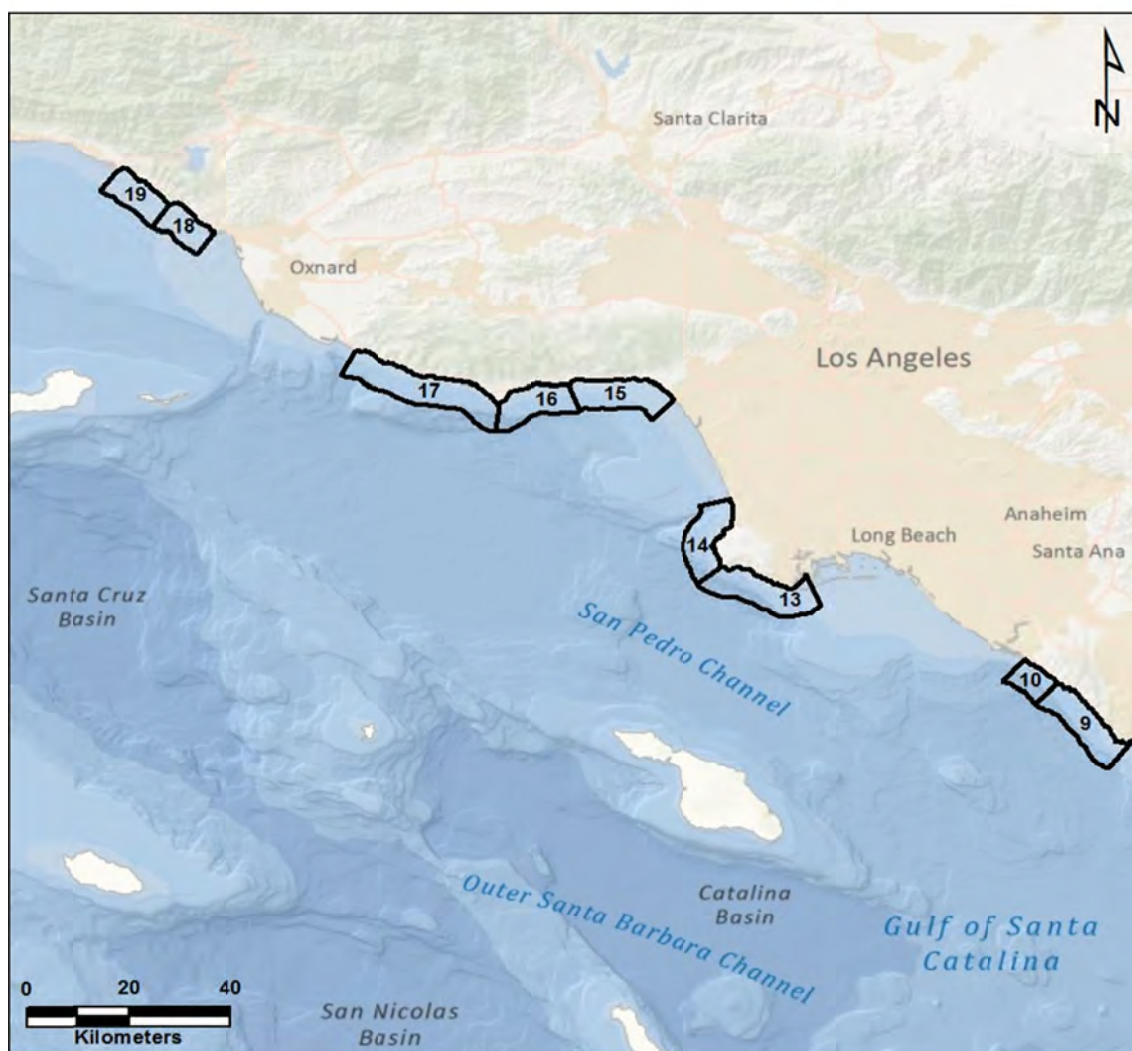 N
Santa Clarita
19
18
Oxnard
Los Angeles
17
16
15
Anaheim
Long Beach
Santa Ana
14
13
Santa Cruz
Basin
San Pedro Channel
10
9
Catalina
Basin
Outer Santa Barbara Channel
Gulf of Santa
Catalina
0 20 40
Kilometers
San Nicolas
Basin